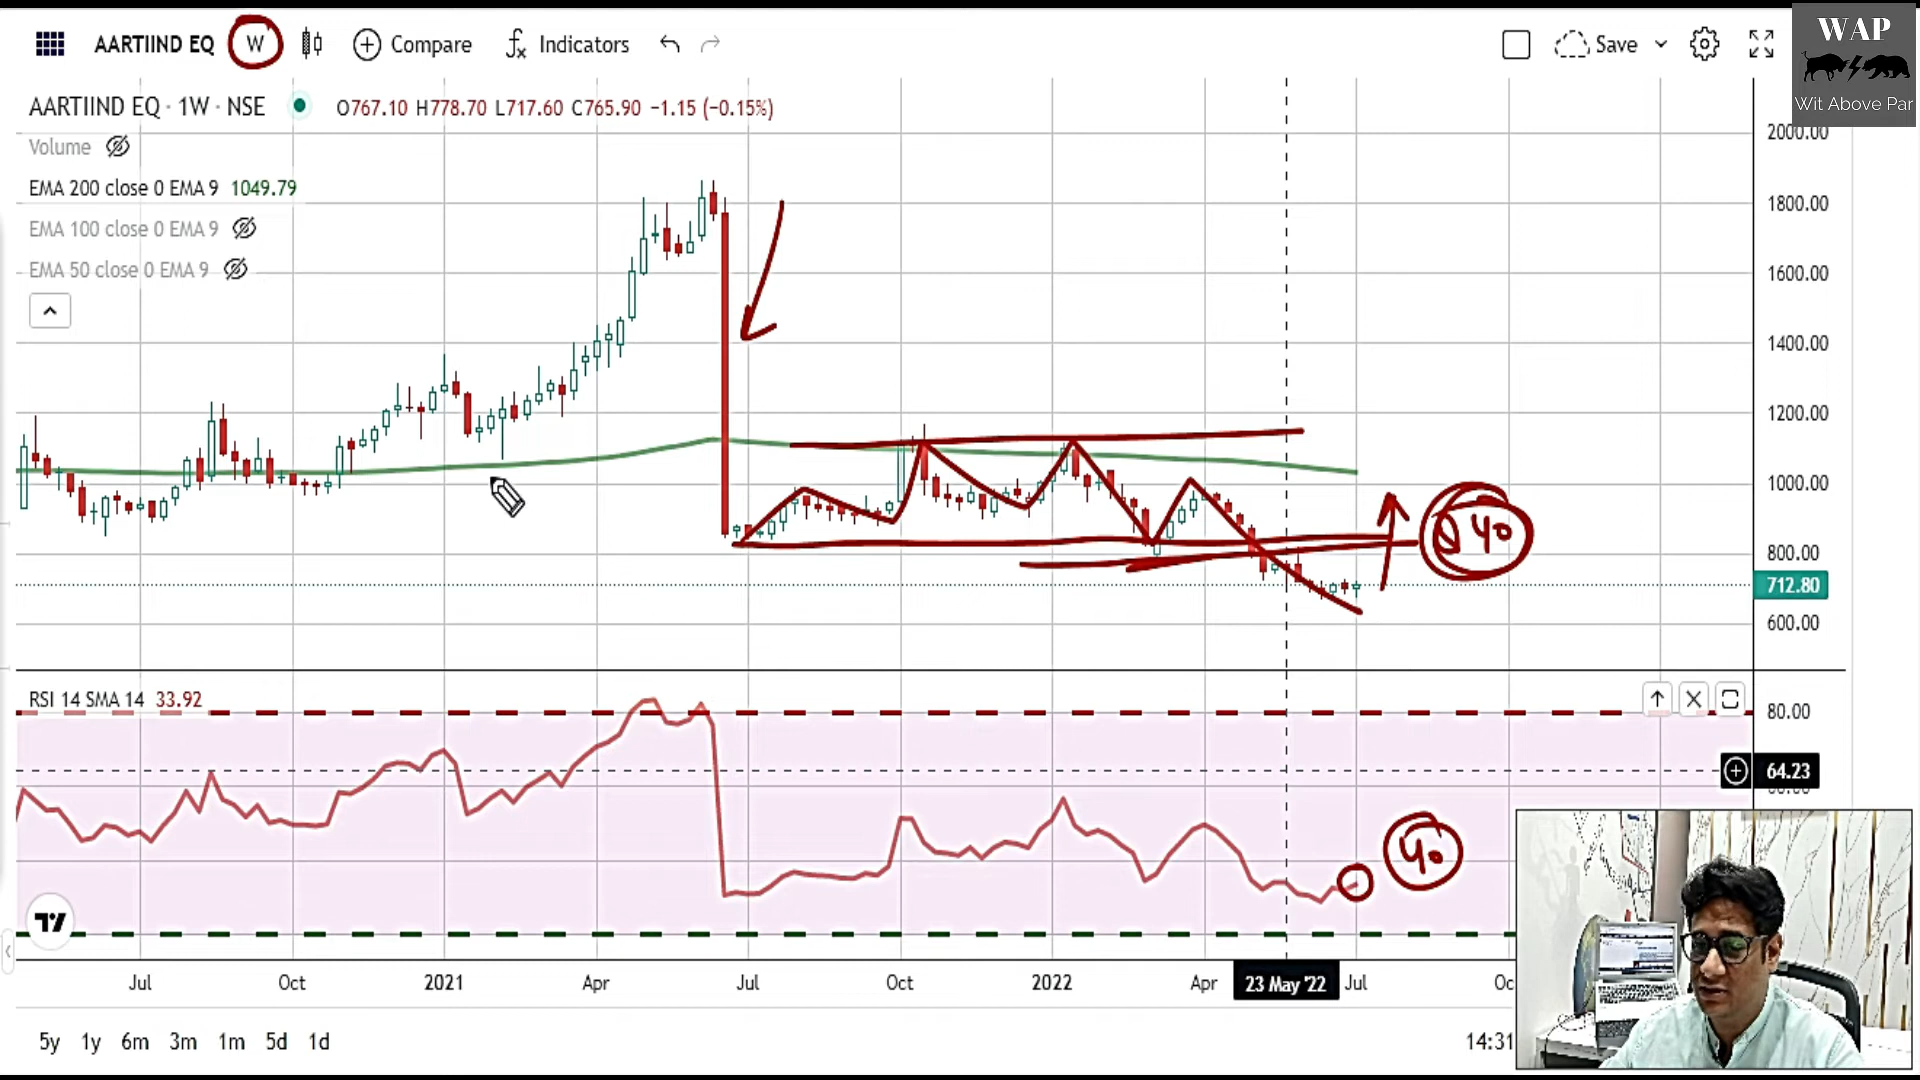 AARTIIND EQ W Compare Indicators Save
WAP
Wit Above Par
AARTIIND EQ · 1W · NSE O767.10 H778.70 L717.60 C765.90 −1.15 (−0.15%)
Volume
EMA 200 close 0 EMA 9 1049.79
EMA 100 close 0 EMA 9
EMA 50 close 0 EMA 9
2000.00
1800.00
1600.00
1400.00
1200.00
1000.00
40
800.00
712.80
600.00
RSI 14 SMA 14 33.92
80.00
64.23
40
Jul Oct 2021 Apr Jul Oct 2022 Apr 23 May '22 Jul
5y 1y 6m 3m 1m 5d 1d 14:31